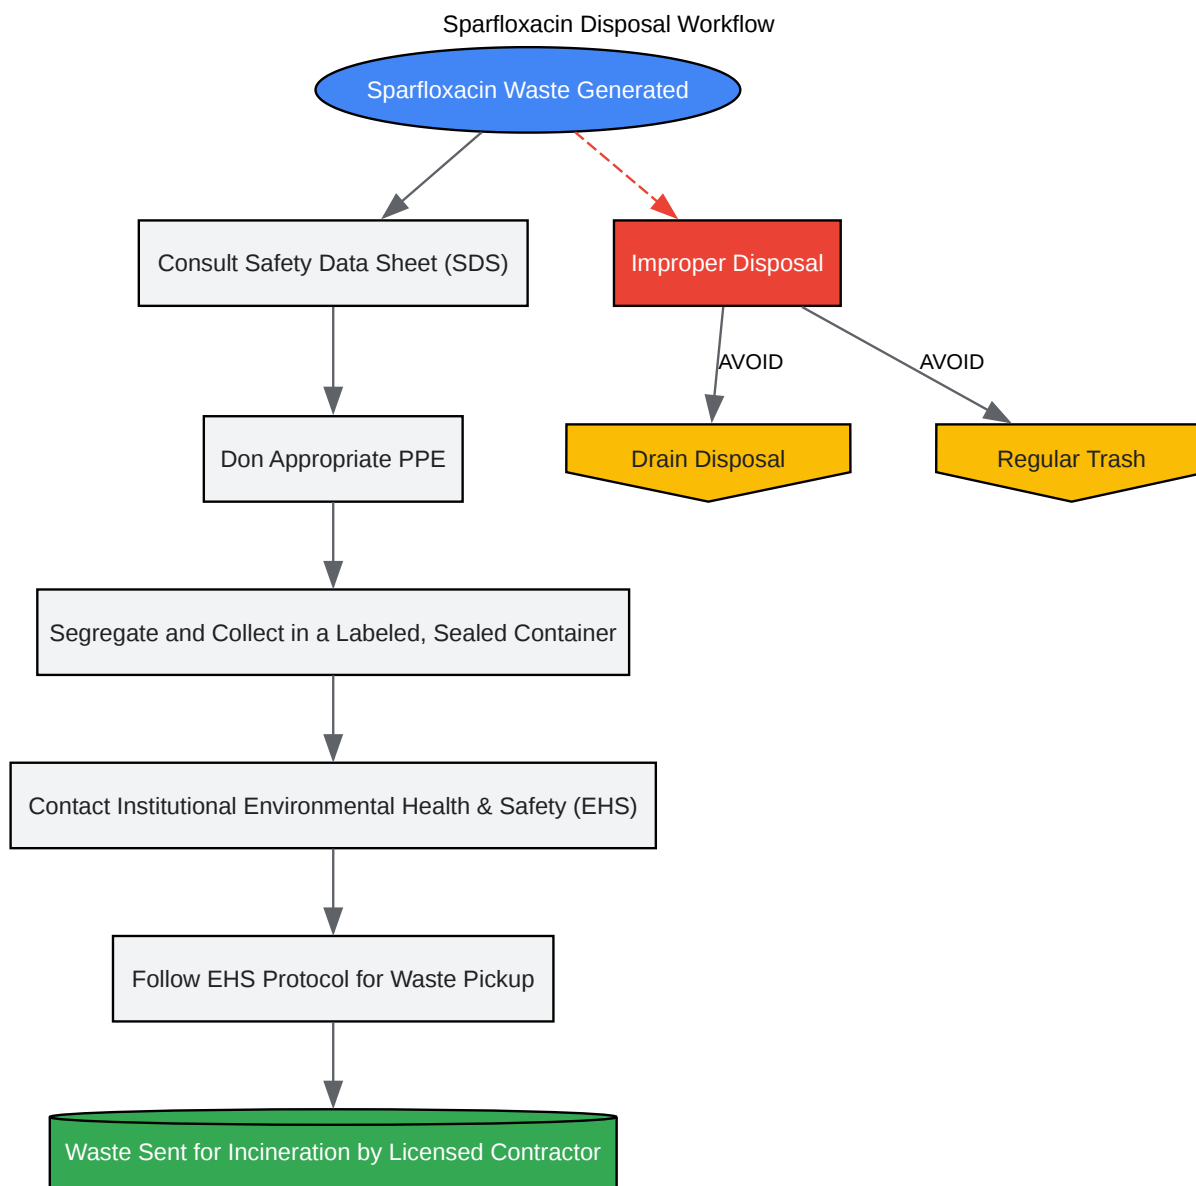 Sparfloxacin Disposal Workflow
Sparfloxacin Waste Generated
Consult Safety Data Sheet (SDS)
Improper Disposal
AVOID
AVOID
Don Appropriate PPE
Drain Disposal
Regular Trash
Segregate and Collect in a Labeled, Sealed Container
Contact Institutional Environmental Health & Safety (EHS)
Follow EHS Protocol for Waste Pickup
Waste Sent for Incineration by Licensed Contractor